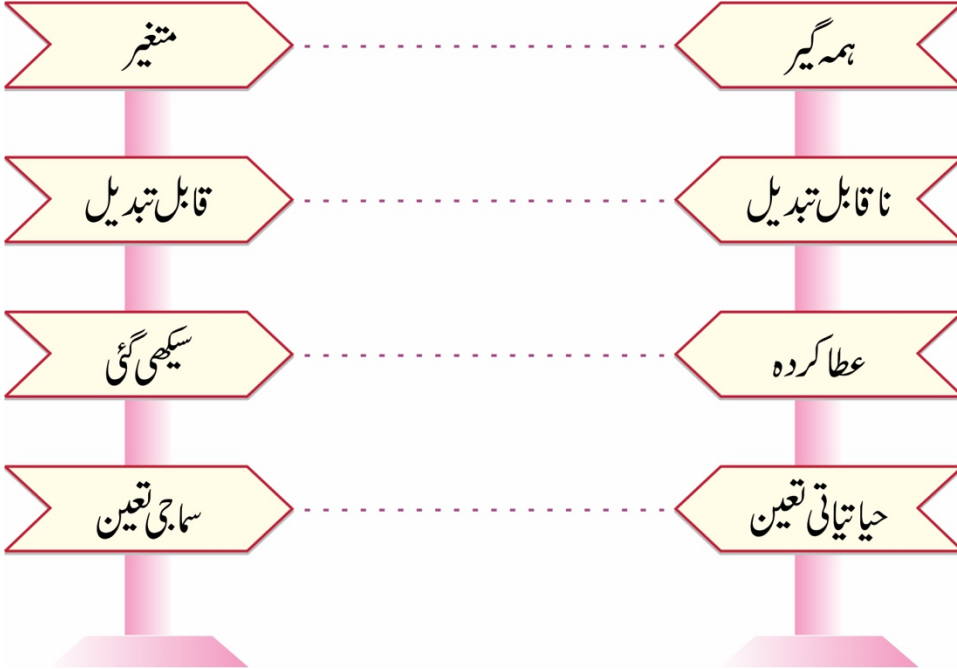 ہمہ گیر
متغیر
ناقابل تبدیل
قابل تبدیل
عطا کردہ
سیکھی گئی
حیاتیاتی تعین
سماجی تعین